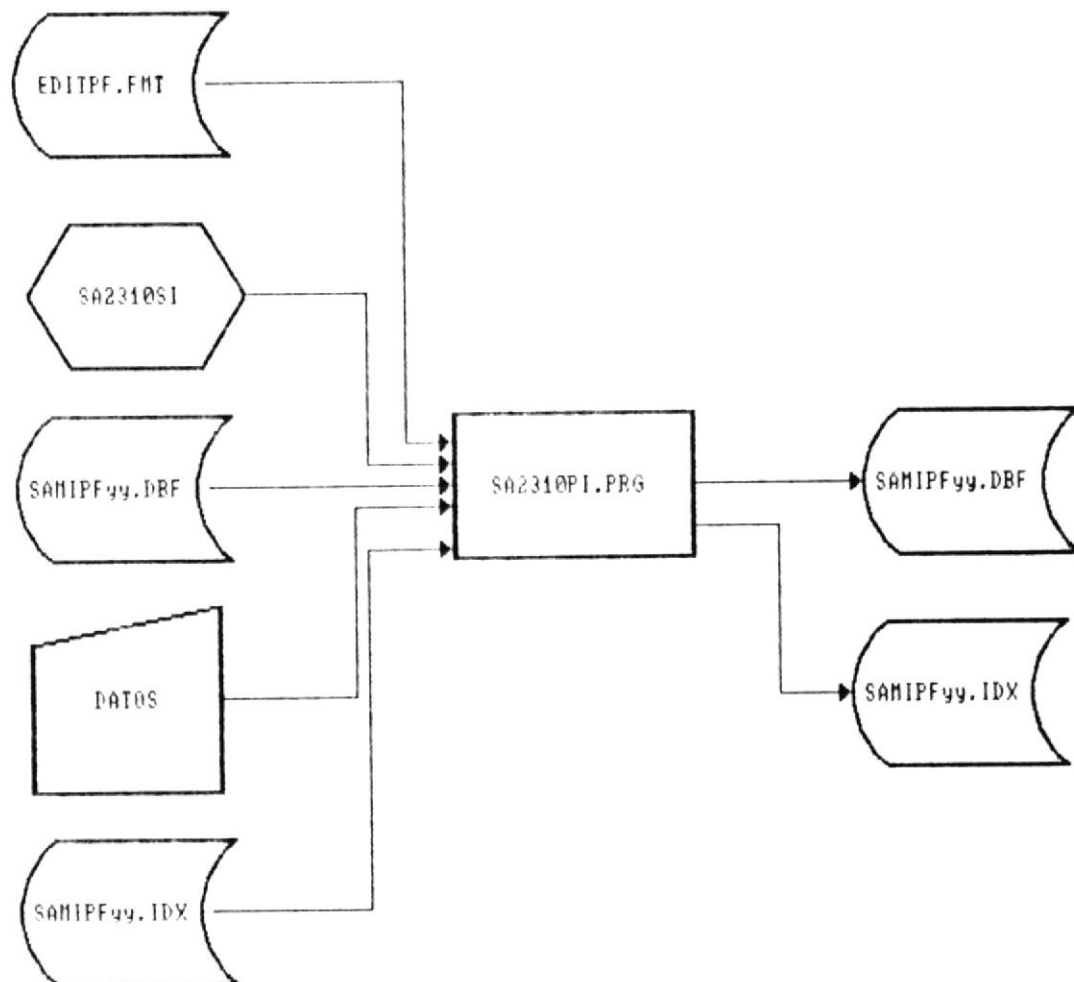 EDITPF.FMT
SA2310SI
SAMIPFyy.DBF
SA2310PI.PRG
SAMIPFyy.DBF
DATOS
SAMIPFyy.IDX
SAMIPFyy.IDX